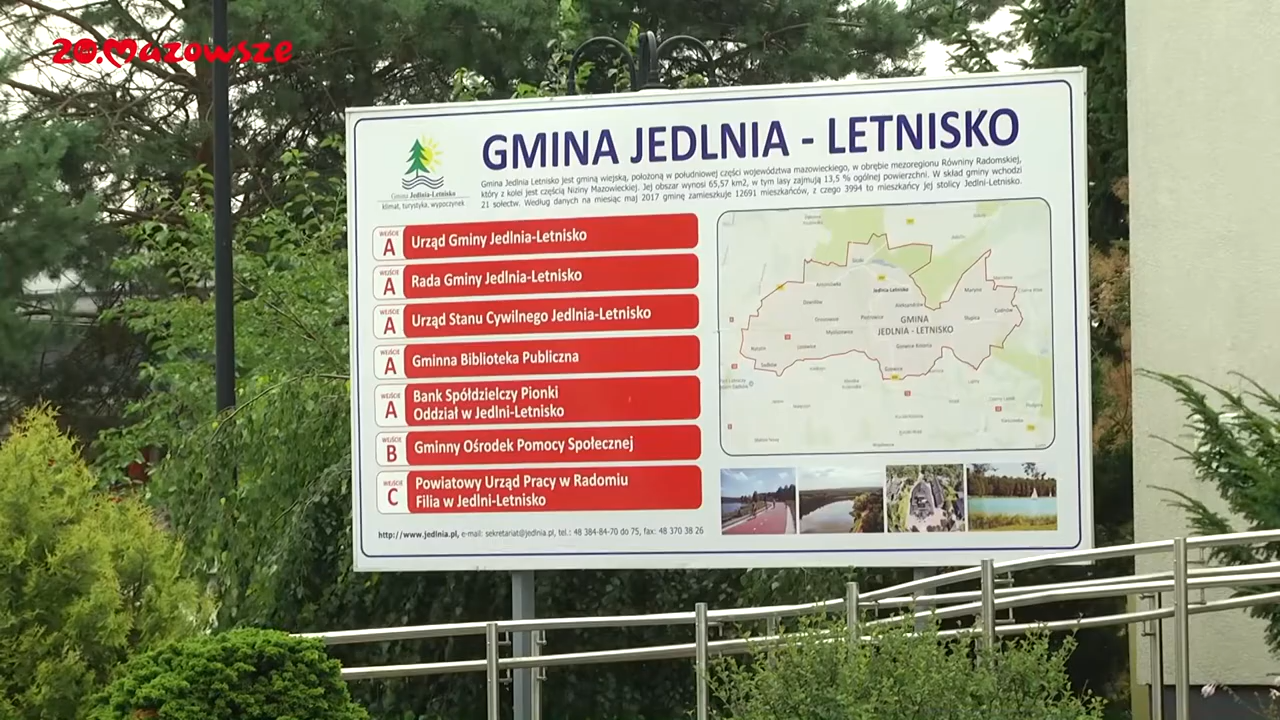 20.Mazowsze
GMINA JEDLNIA - LETNISKO
Gmina Jedlnia-Letnisko
klimat, turystyka, wypoczynek
Gmina Jedlnia Letnisko jest gminą wiejską, położoną w południowej części województwa mazowieckiego, w obrębie mezoregionu Równiny Radomskiej,
który z kolei jest częścią Niziny Mazowieckiej. Jej obszar wynosi 65,57 km2, w tym lasy zajmują 13,5 % ogólnej powierzchni. W skład gminy wchodzi
21 sołectw. Według danych na miesiąc maj 2017 gminę zamieszkuje 12691 mieszkańców, z czego 3994 to mieszkańcy jej stolicy Jedlni-Letnisko.
WEJŚCIE
A Urząd Gminy Jedlnia-Letnisko
WEJŚCIE
A Rada Gminy Jedlnia-Letnisko
WEJŚCIE
A Urząd Stanu Cywilnego Jedlnia-Letnisko
WEJŚCIE
A Gminna Biblioteka Publiczna
WEJŚCIE
A Bank Spółdzielczy Pionki
Oddział w Jedlni-Letnisko
WEJŚCIE
B Gminny Ośrodek Pomocy Społecznej
WEJŚCIE
C Powiatowy Urząd Pracy w Radomiu
Filia w Jedlni-Letnisko
Jedlnia-Letnisko
GMINA
JEDLNIA - LETNISKO
http://www.jedlnia.pl, e-mail: sekretariat@jedlnia.pl, tel.: 48 384-84-70 do 75, fax: 48 370 38 26